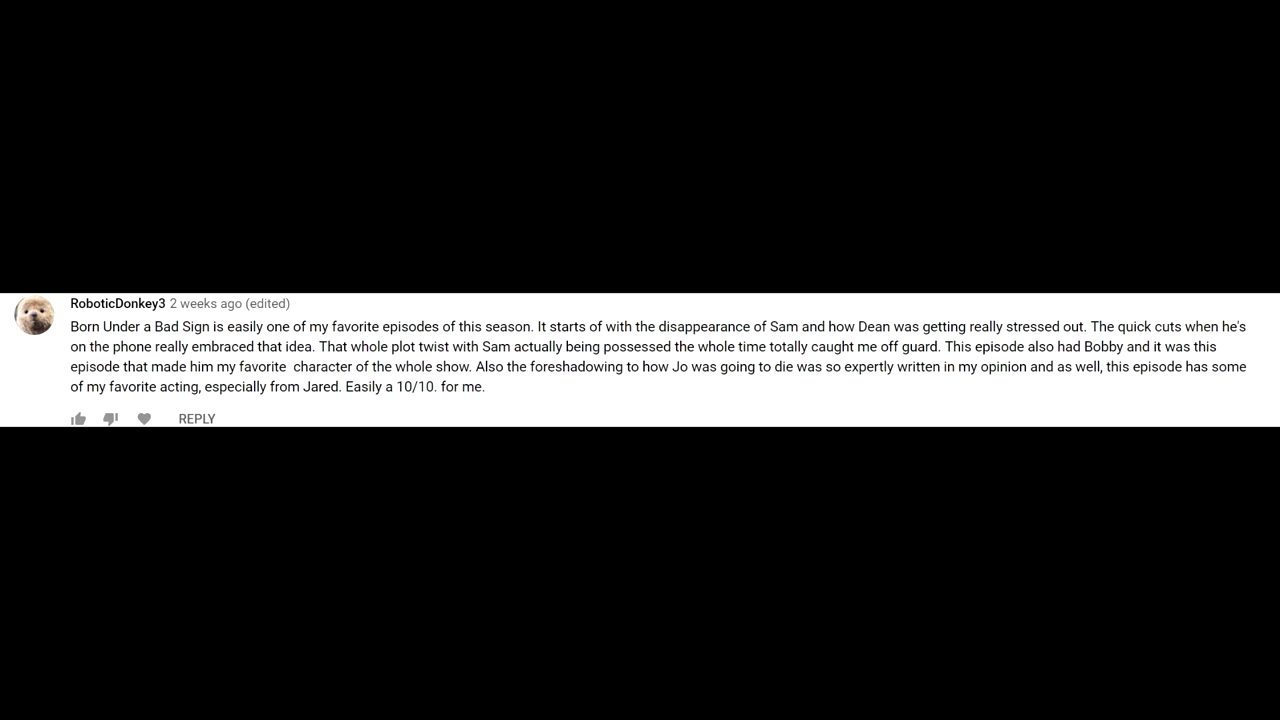 RoboticDonkey3 2 weeks ago (edited)
Born Under a Bad Sign is easily one of my favorite episodes of this season. It starts of with the disappearance of Sam and how Dean was getting really stressed out. The quick cuts when he's
on the phone really embraced that idea. That whole plot twist with Sam actually being possessed the whole time totally caught me off guard. This episode also had Bobby and it was this
episode that made him my favorite  character of the whole show. Also the foreshadowing to how Jo was going to die was so expertly written in my opinion and as well, this episode has some
of my favorite acting, especially from Jared. Easily a 10/10. for me.
REPLY